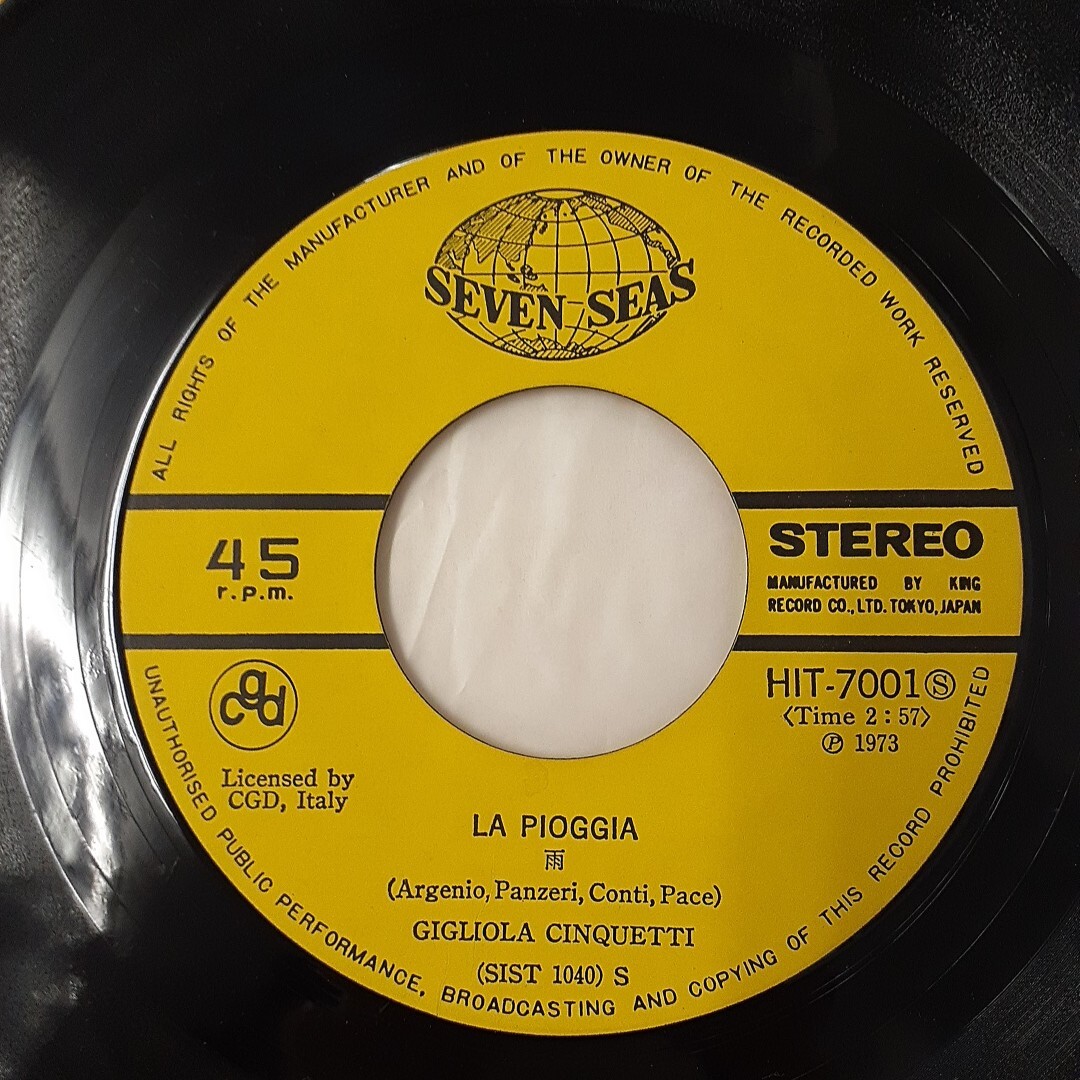 ALL RIGHTS OF THE MANUFACTURER AND OF THE OWNER OF THE RECORDED WORK RESERVED
SEVEN SEAS
45
r.p.m.
STEREO
MANUFACTURED BY KING
RECORD CO., LTD. TOKYO, JAPAN
cgd
Licensed by
CGD, Italy
HIT-7001 Ⓢ
〈Time 2:57〉
℗ 1973
LA PIOGGIA
雨
(Argenio, Panzeri, Conti, Pace)
GIGLIOLA CINQUETTI
(SIST 1040) S
UNAUTHORISED PUBLIC PERFORMANCE, BROADCASTING AND COPYING OF THIS RECORD PROHIBITED